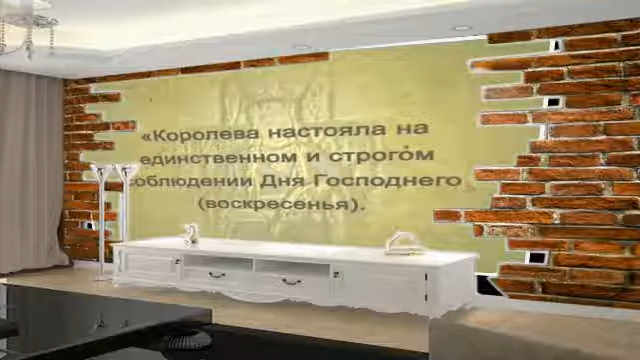 «Королева настояла на
единственном и строгом
соблюдении Дня Господнего
(воскресенья).